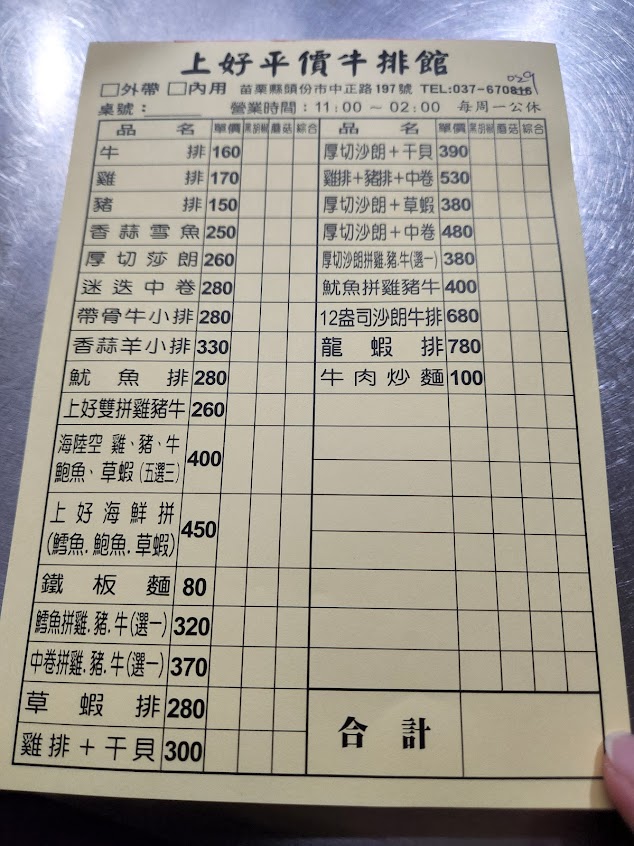 上好平價牛排館
□外帶 □內用 苗栗縣頭份市中正路197號 TEL:037-670816
029
桌號： 營業時間：11:00 ~ 02:00 每周一公休
品名 單價 黑胡椒 蘑菇 綜合
牛排 160
雞排 170
豬排 150
香蒜雪魚 250
厚切莎朗 260
迷迭中卷 280
帶骨牛小排 280
香蒜羊小排 330
魷魚排 280
上好雙拼雞豬牛 260
海陸空 雞、豬、牛
鮑魚、草蝦(五選三) 400
上好海鮮拼
(鱈魚.鮑魚.草蝦) 450
鐵板麵 80
鱈魚拼雞.豬.牛(選一) 320
中卷拼雞.豬.牛(選一) 370
草蝦排 280
雞排＋干貝 300
品名 單價 黑胡椒 蘑菇 綜合
厚切沙朗＋干貝 390
雞排＋豬排＋中卷 530
厚切沙朗＋草蝦 380
厚切沙朗＋中卷 480
厚切沙朗拼雞.豬.牛(選一) 380
魷魚拼雞豬牛 400
12盎司沙朗牛排 680
龍蝦排 780
牛肉炒麵 100
合計